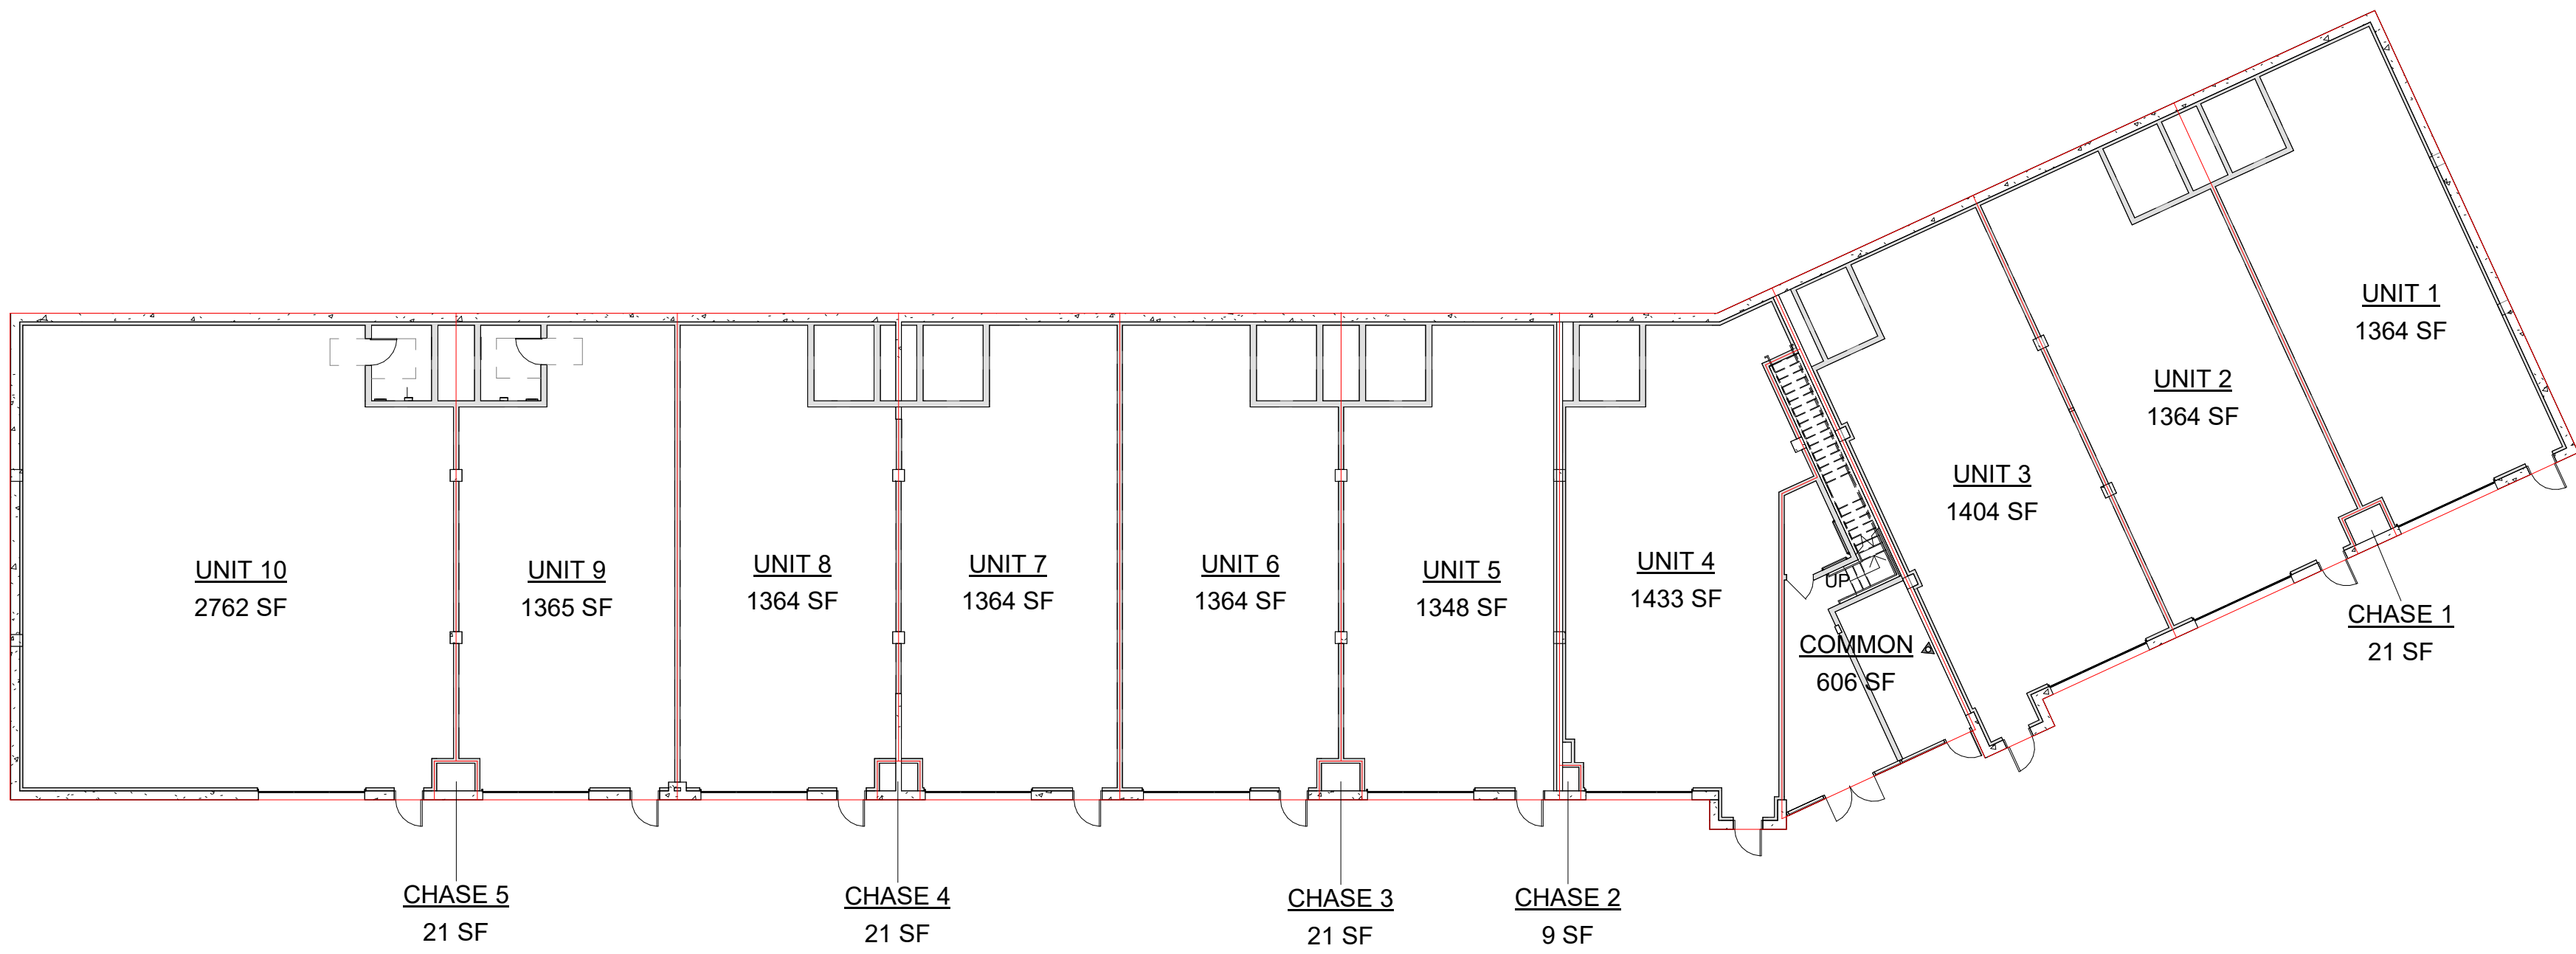 UNIT 1
1364 SF
UNIT 2
1364 SF
UNIT 3
1404 SF
UNIT 10
2762 SF
UNIT 9
1365 SF
UNIT 8
1364 SF
UNIT 7
1364 SF
UNIT 6
1364 SF
UNIT 5
1348 SF
UNIT 4
1433 SF
UP
COMMON
606 SF
CHASE 1
21 SF
CHASE 5
21 SF
CHASE 4
21 SF
CHASE 3
21 SF
CHASE 2
9 SF